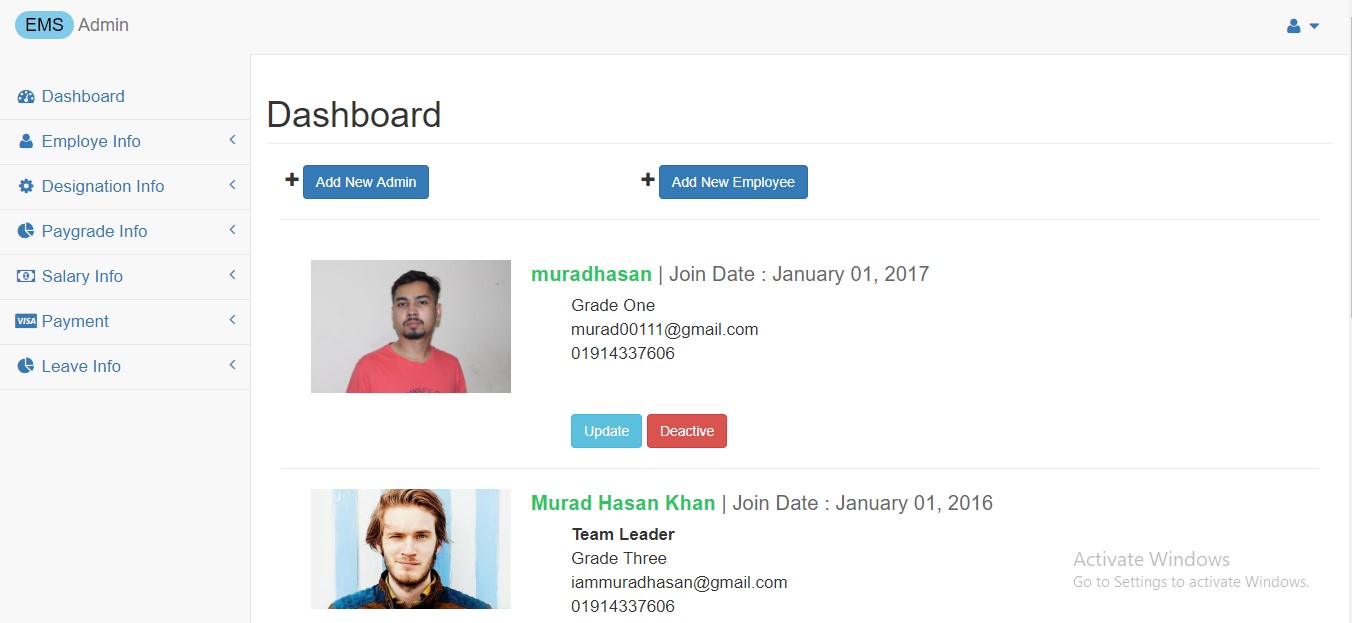 EMS Admin
Dashboard
Employe Info
Designation Info
Paygrade Info
Salary Info
VISA Payment
Leave Info
Dashboard
Add New Admin
Add New Employee
muradhasan | Join Date : January 01, 2017
Grade One
murad00111@gmail.com
01914337606
Update
Deactive
Murad Hasan Khan | Join Date : January 01, 2016
Team Leader
Grade Three
iammuradhasan@gmail.com
01914337606
Activate Windows
Go to Settings to activate Windows.